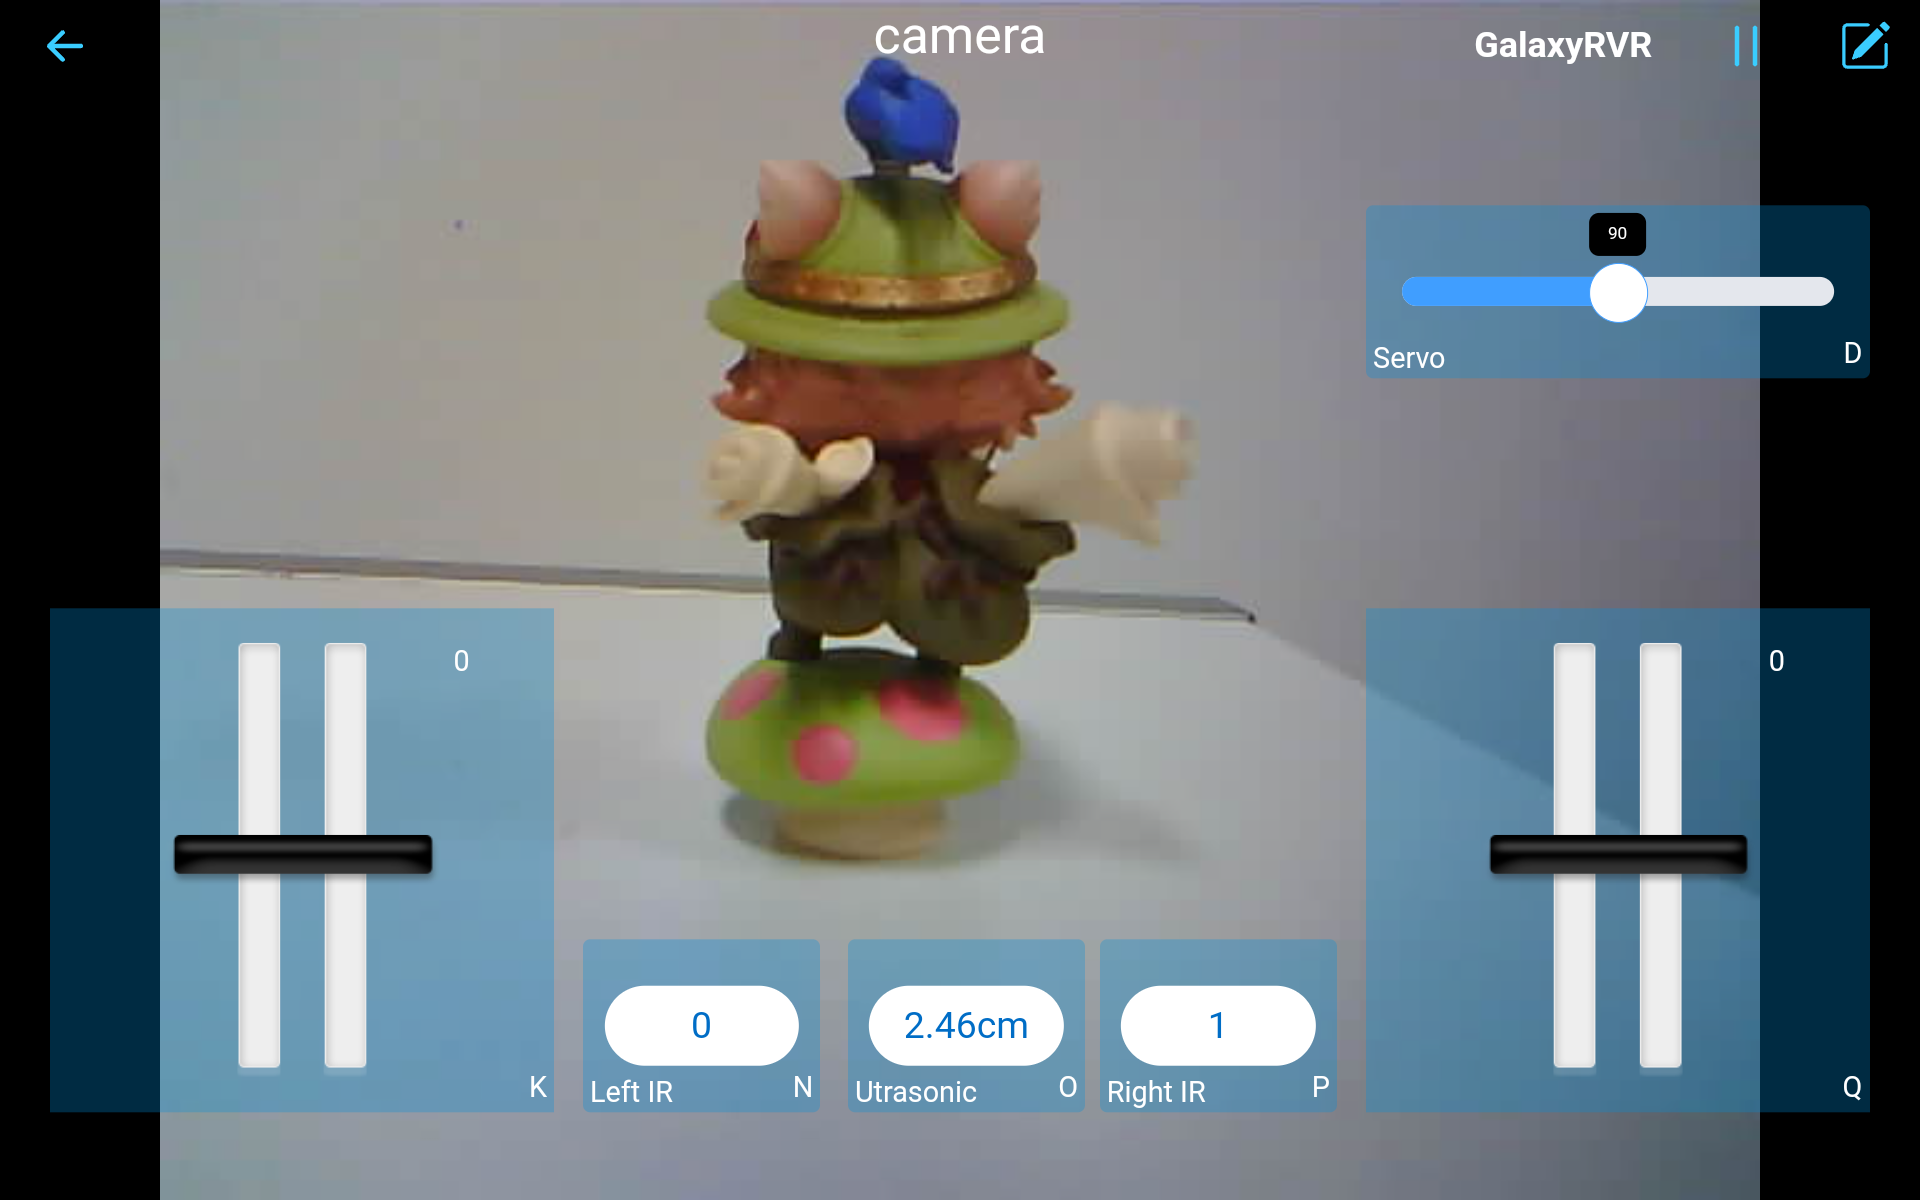 camera
GalaxyRVR
90
Servo D
0
0
K
0
Left IR N
2.46cm
Utrasonic O
1
Right IR P
Q